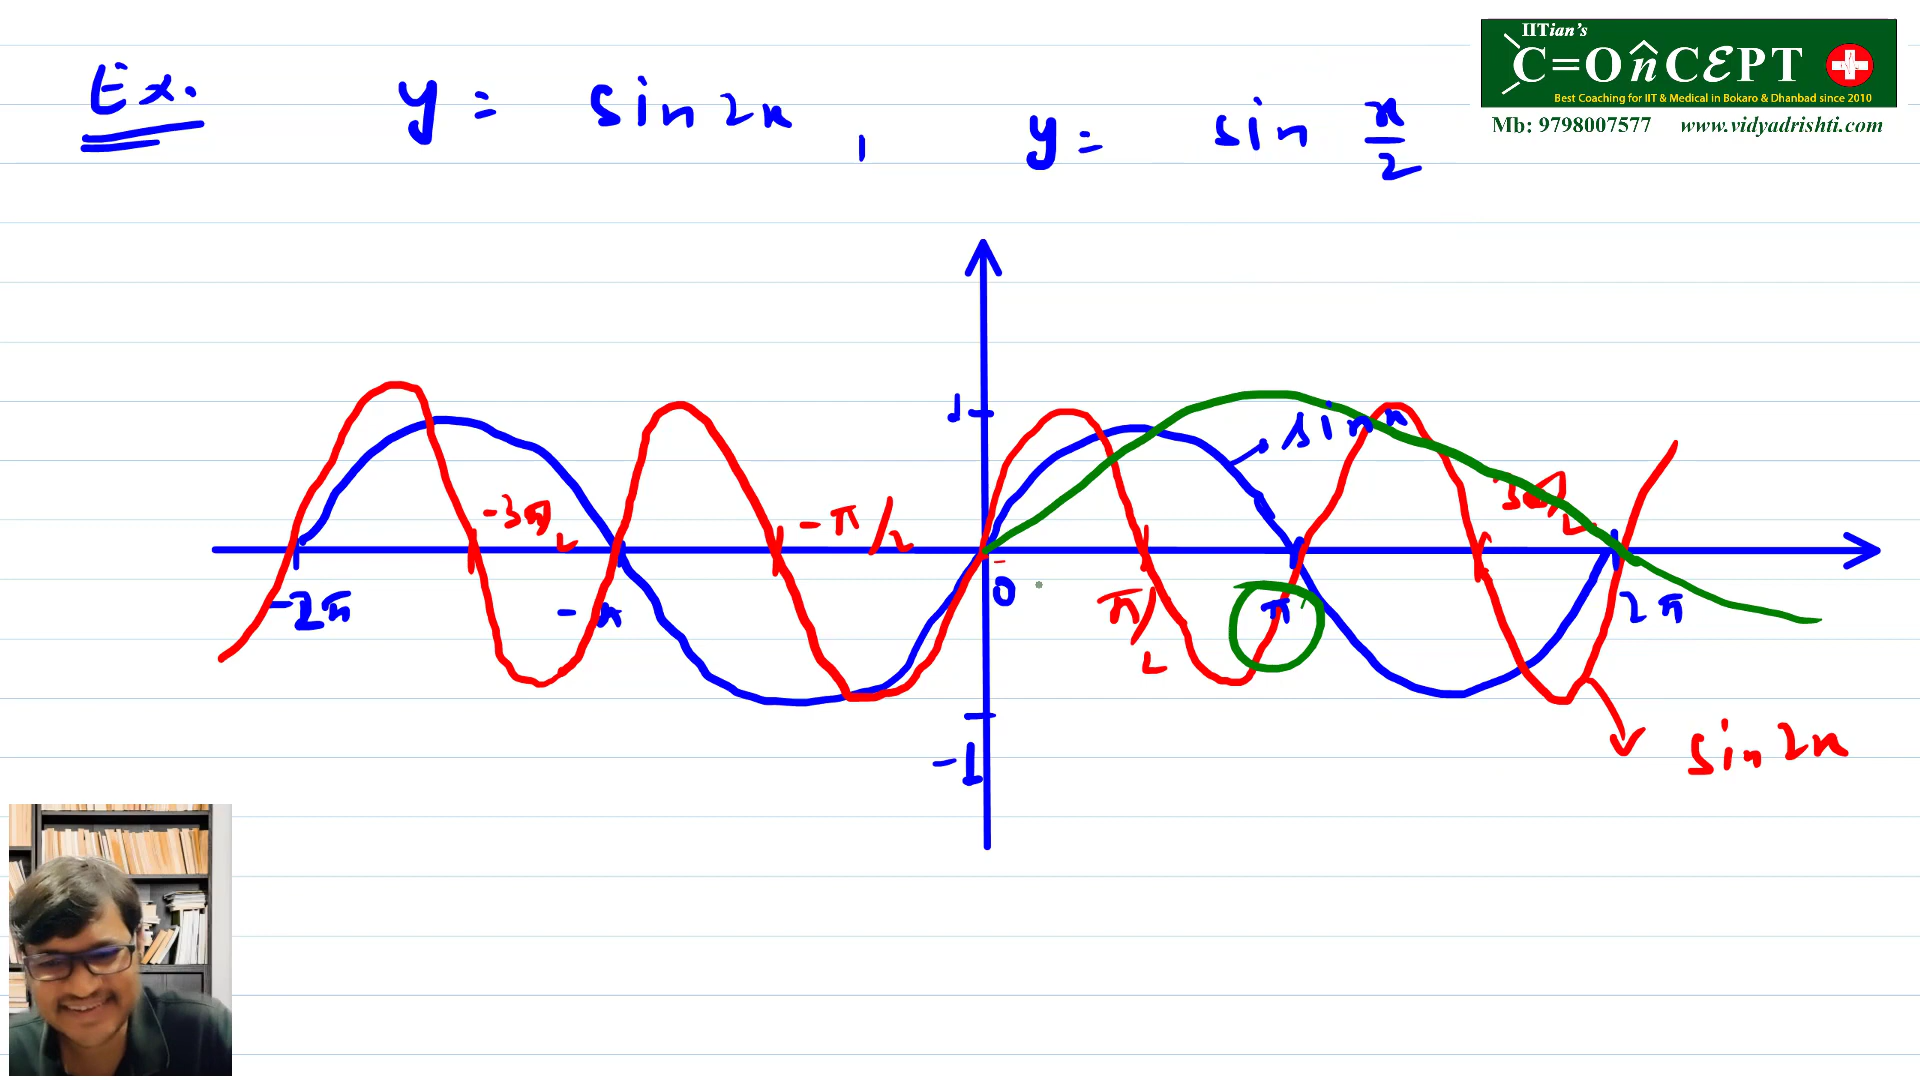 IITian's
C=OnCEPT
Best Coaching for IIT & Medical in Bokaro & Dhanbad since 2010
Mb: 9798007577 www.vidyadrishti.com
Ex. y = sin 2x , y = sin x/2
1
sin x
-3π/2
-π/2
3π/2
-2π
-π
0
π/2
π
2π
-1
sin 2x